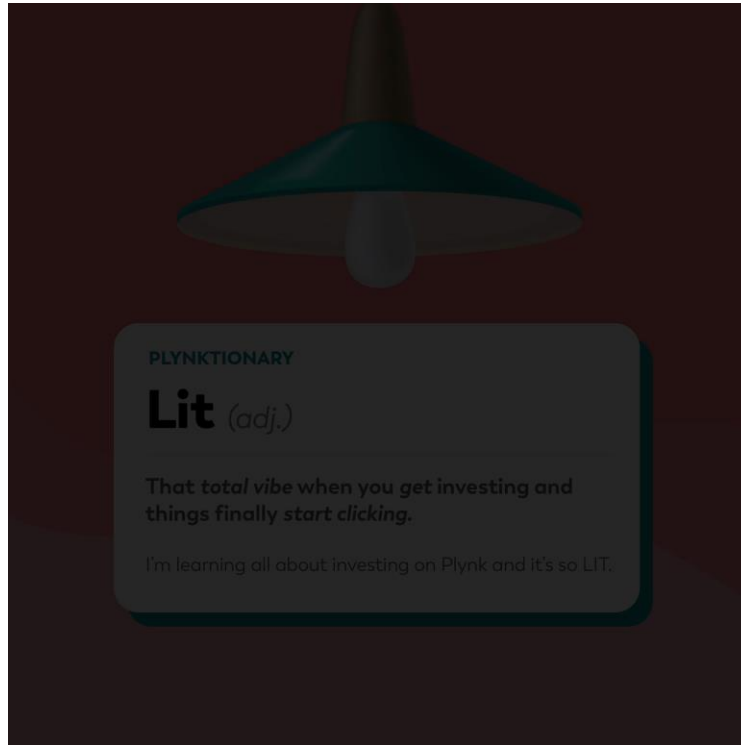 PLYNKTIONARY
Lit (adj.)
That total vibe when you get investing and
things finally start clicking.
I'm learning all about investing on Plynk and it's so LIT.